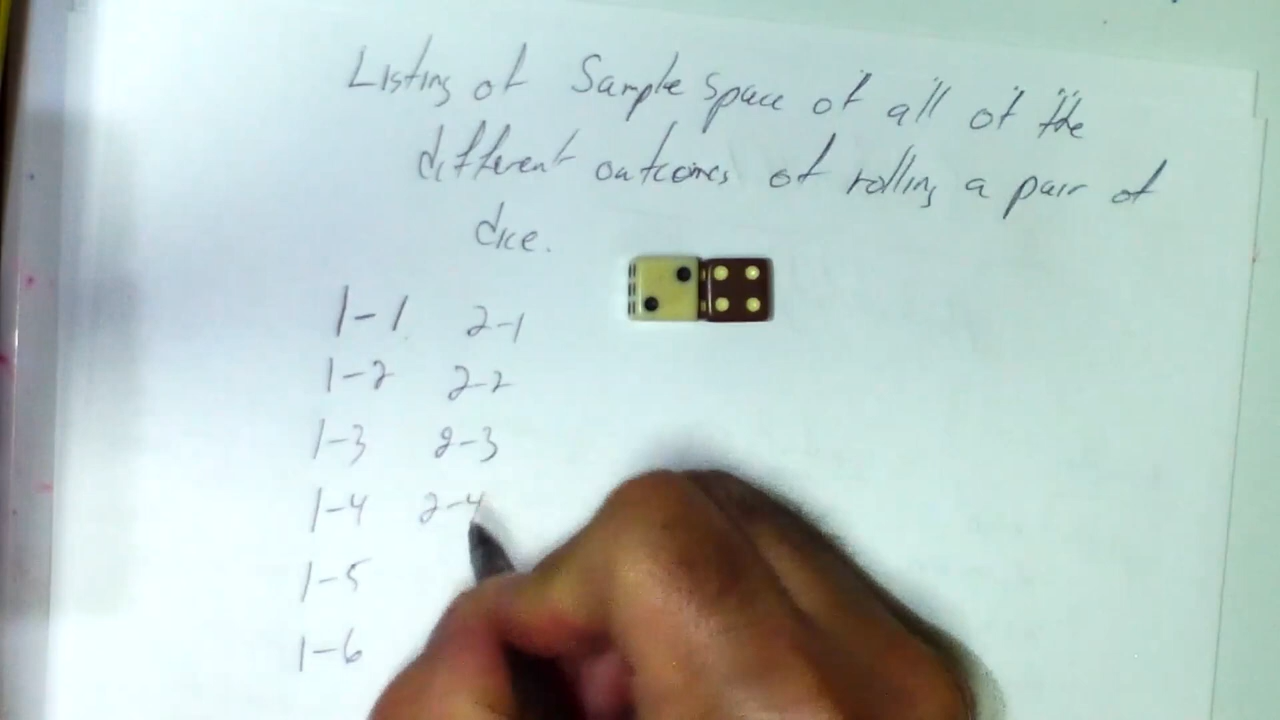 Listing of Sample Space of all of the
different outcomes of rolling a pair of
dice.
1-1 2-1
1-2 2-2
1-3 2-3
1-4 2-4
1-5
1-6